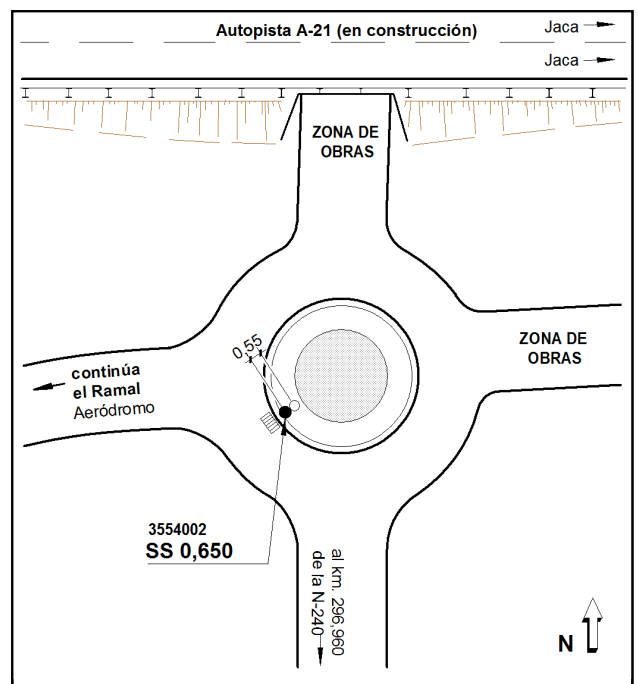 Autopista A-21 (en construcción)
Jaca
Jaca
ZONA DE
OBRAS
ZONA DE
OBRAS
0,55
continúa
el Ramal
Aeródromo
3554002
SS 0,650
al km. 296,960
de la N-240
N